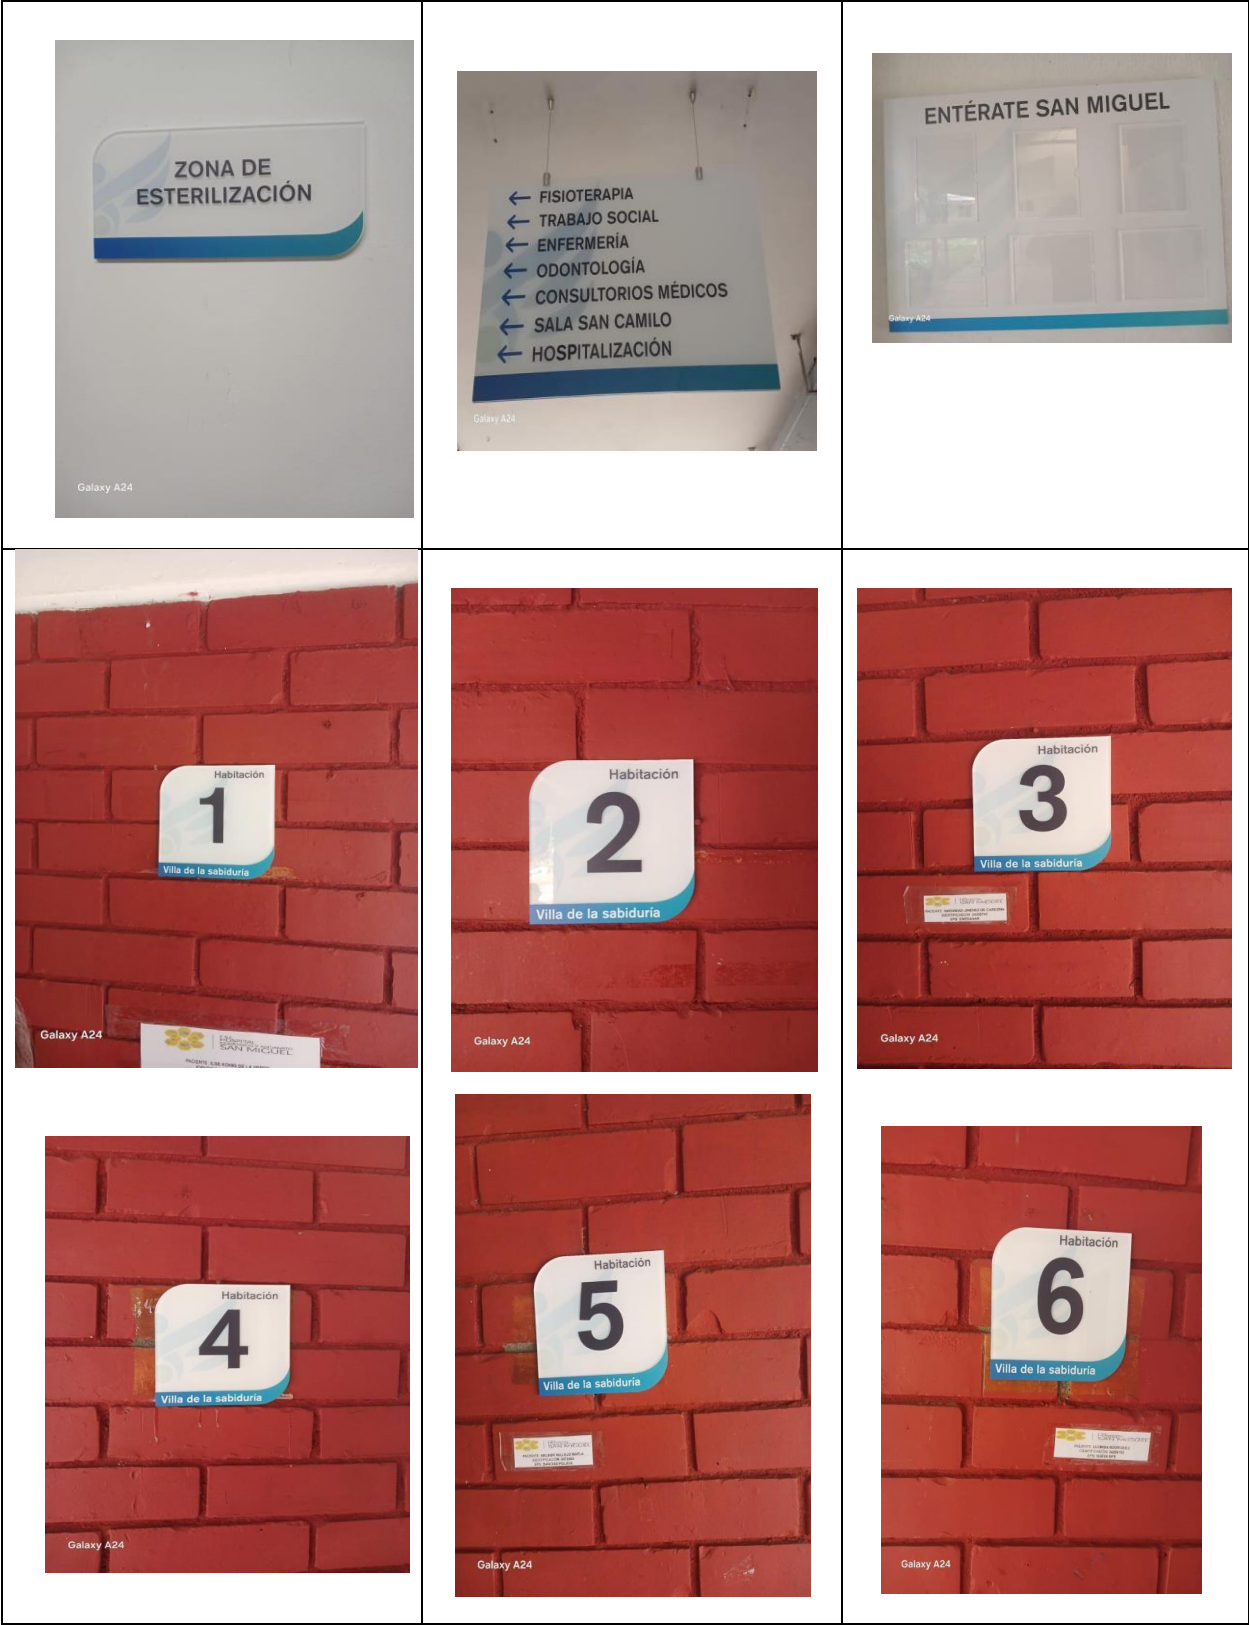 ZONA DE
ESTERILIZACIÓN
Galaxy A24
← FISIOTERAPIA
← TRABAJO SOCIAL
← ENFERMERÍA
← ODONTOLOGÍA
← CONSULTORIOS MÉDICOS
← SALA SAN CAMILO
← HOSPITALIZACIÓN
Galaxy A24
ENTÉRATE SAN MIGUEL
Galaxy A24
Habitación
1
Villa de la sabiduría
Galaxy A24
SAN MIGUEL
Habitación
2
Villa de la sabiduría
Galaxy A24
Habitación
3
Villa de la sabiduría
Galaxy A24
Habitación
4
Villa de la sabiduría
Galaxy A24
Habitación
5
Villa de la sabiduría
Galaxy A24
Habitación
6
Villa de la sabiduría
Galaxy A24